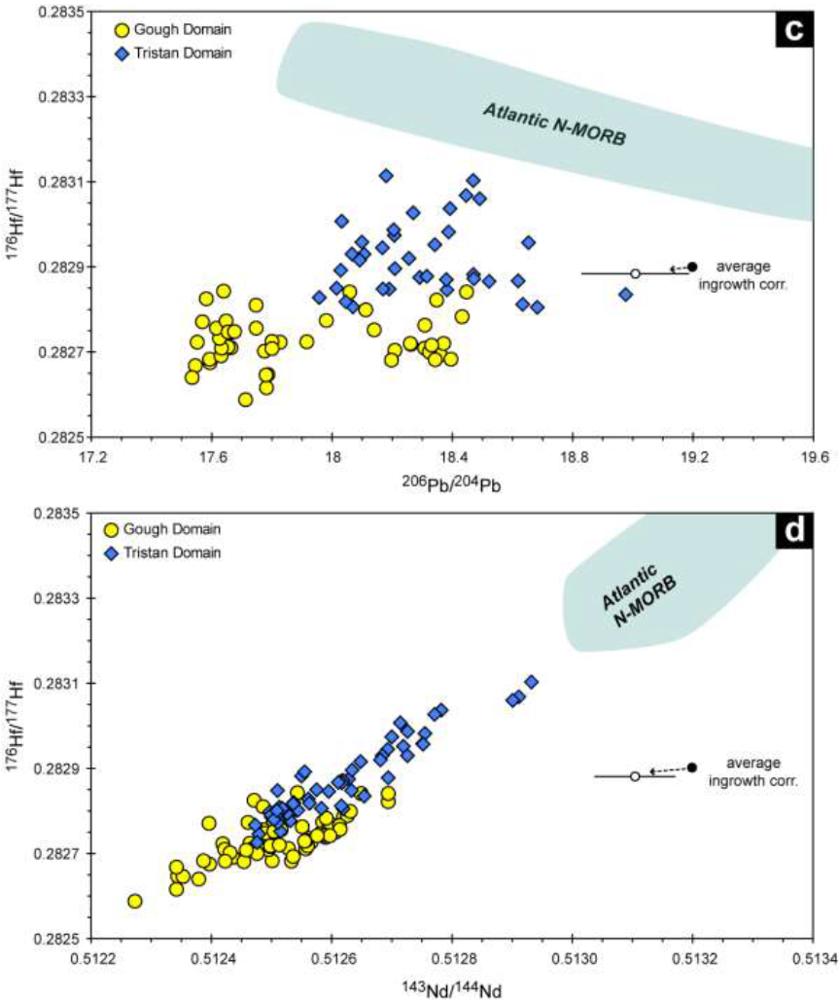 c
Gough Domain
Tristan Domain
Atlantic N-MORB
average
ingrowth corr.
0.2835
0.2833
0.2831
0.2829
0.2827
0.2825
176Hf/177Hf
17.2
17.6
18
18.4
18.8
19.2
19.6
206Pb/204Pb
d
Gough Domain
Tristan Domain
Atlantic
N-MORB
average
ingrowth corr.
0.2835
0.2833
0.2831
0.2829
0.2827
0.2825
176Hf/177Hf
0.5122
0.5124
0.5126
0.5128
0.5130
0.5132
0.5134
143Nd/144Nd